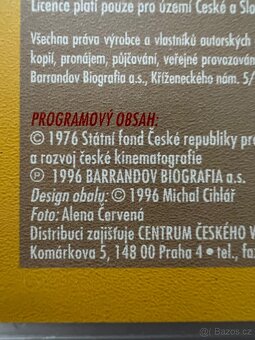 Licence platí pouze pro území České a Slo
Všechna práva výrobce a vlastníků autorských
kopií, pronájem, půjčování, veřejné provozován
Barrandov Biografia a.s., Kříženeckého nám. 5/
PROGRAMOVÝ OBSAH:
© 1976 Státní fond České republiky pro
a rozvoj české kinematografie
℗ 1996 BARRANDOV BIOGRAFIA a.s.
Design obalu: © 1996 Michal Cihlář
Foto: Alena Červená
Distribuci zajišťuje CENTRUM ČESKÉHO V
Komárkova 5, 148 00 Praha 4 • tel., fa
sbazar.cz